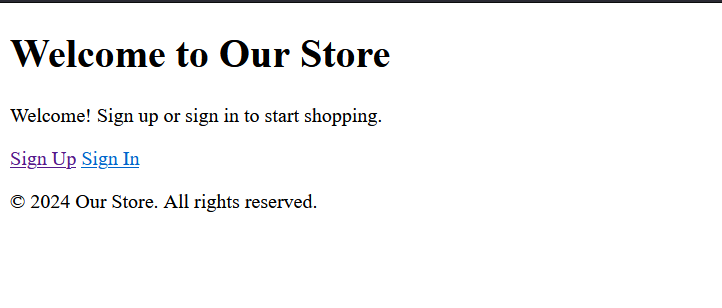 Welcome to Our Store
Welcome! Sign up or sign in to start shopping.
Sign Up Sign In
© 2024 Our Store. All rights reserved.